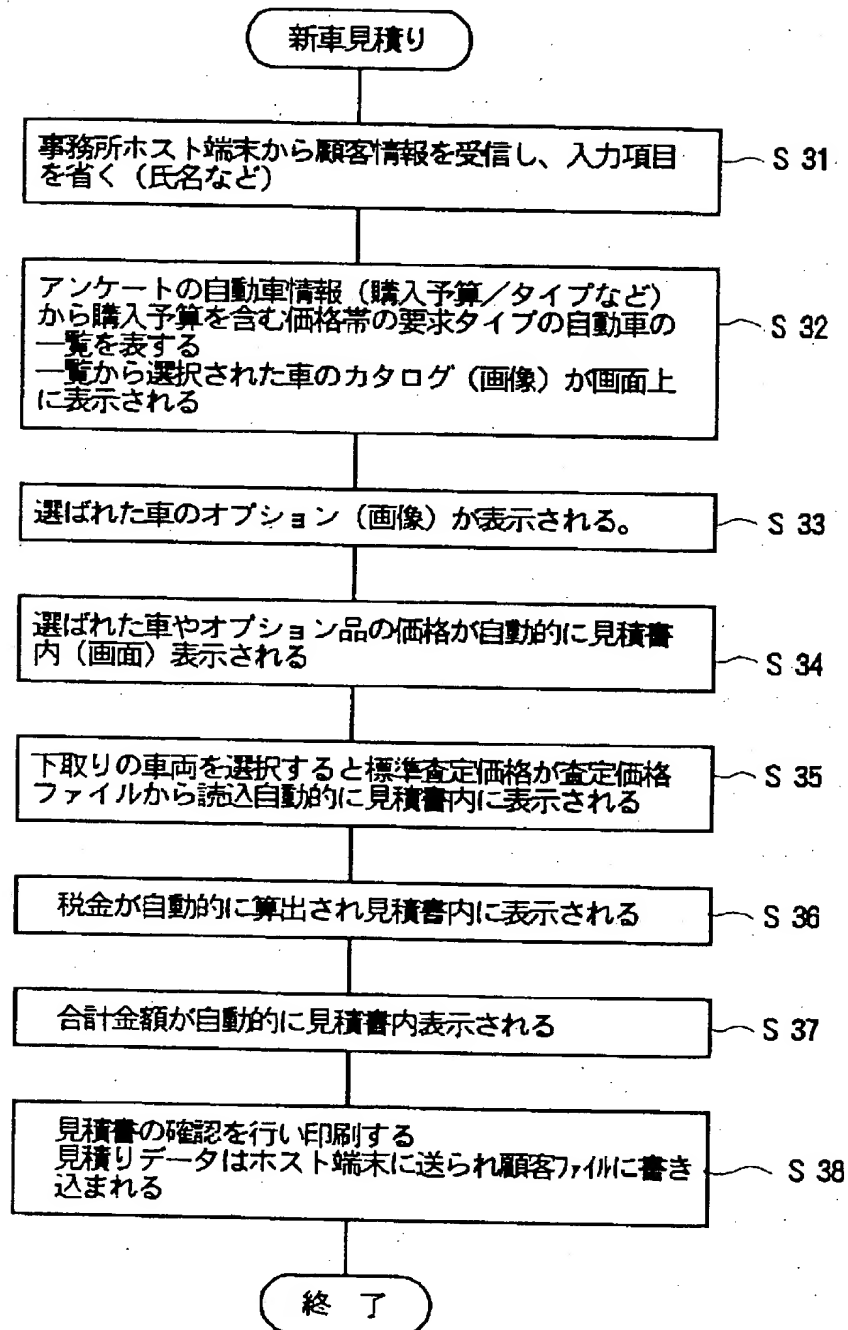 新車見積り
事務所ホスト端末から顧客情報を受信し、入力項目
を省く（氏名など）
S 31
アンケートの自動車情報（購入予算／タイプなど）
から購入予算を含む価格帯の要求タイプの自動車の
一覧を表する
一覧から選択された車のカタログ（画像）が画面上
に表示される
S 32
選ばれた車のオプション（画像）が表示される。
S 33
選ばれた車やオプション品の価格が自動的に見積書
内（画面）表示される
S 34
下取りの車両を選択すると標準査定価格が査定価格
ファイルから読込自動的に見積書内に表示される
S 35
税金が自動的に算出され見積書内に表示される
S 36
合計金額が自動的に見積書内表示される
S 37
見積書の確認を行い印刷する
見積りデータはホスト端末に送られ顧客ファイルに書き
込まれる
S 38
終 了